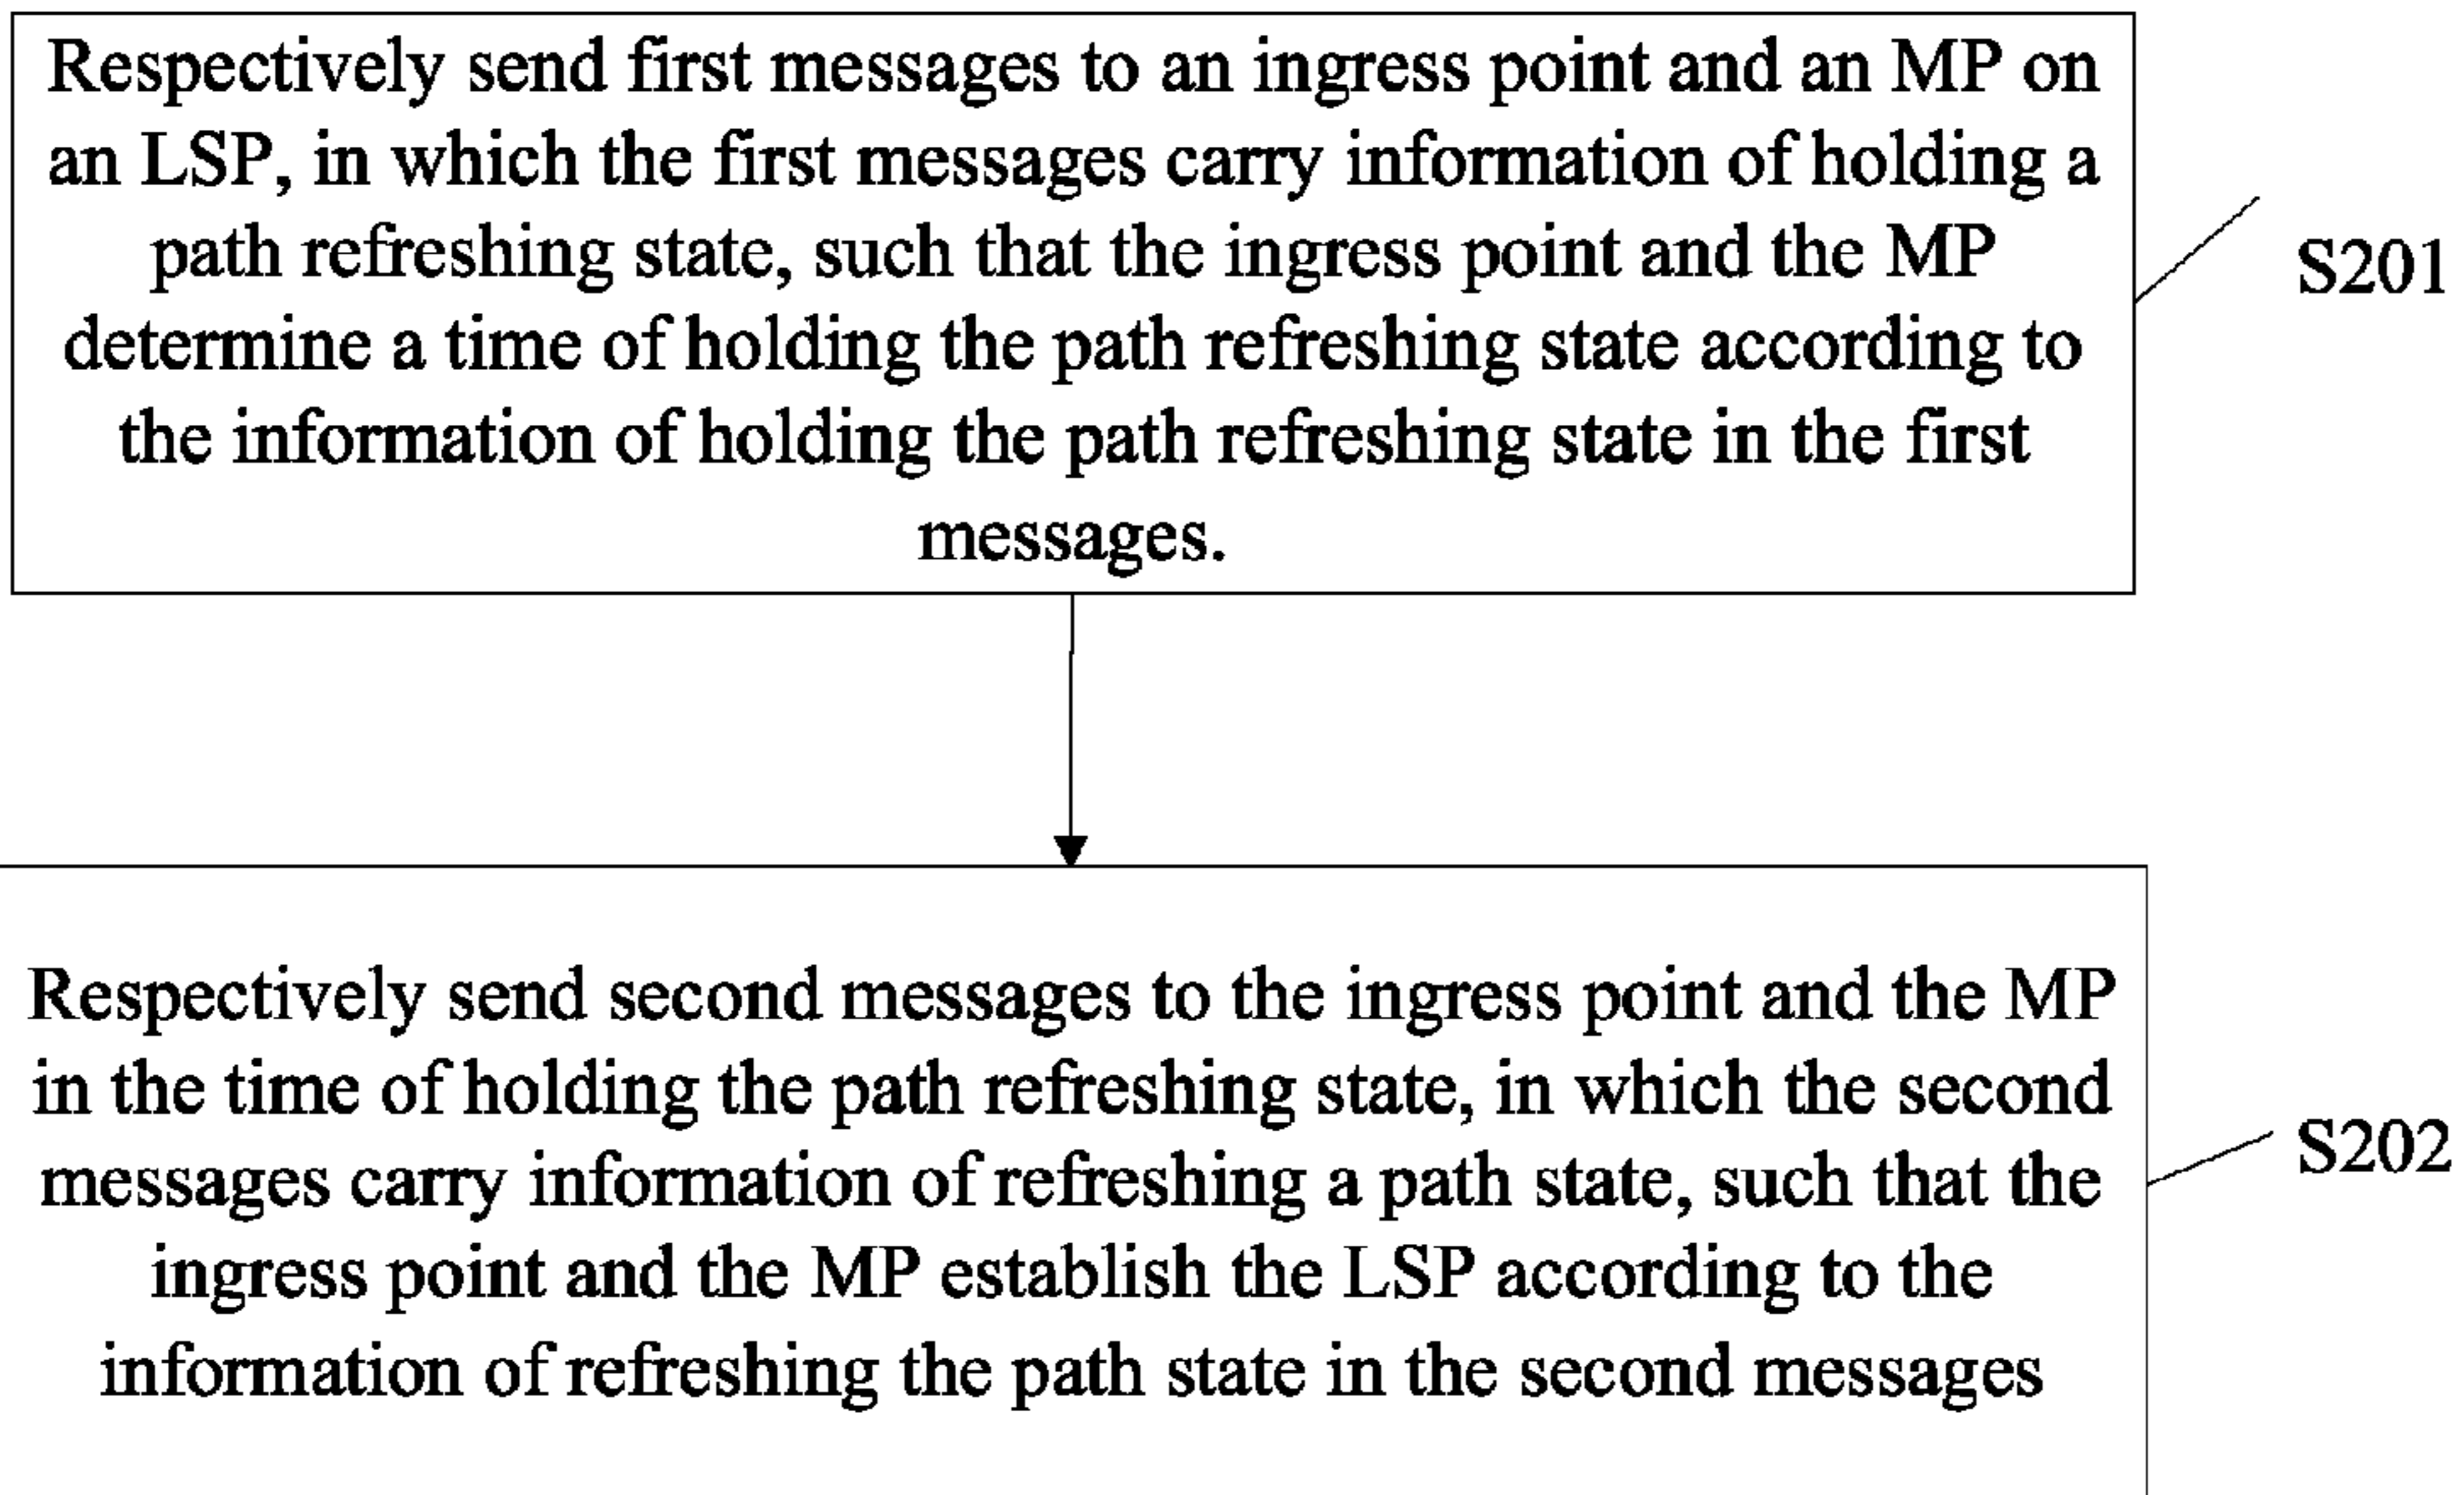 Respectively send first messages to an ingress point and an MP on
an LSP, in which the first messages carry information of holding a
path refreshing state, such that the ingress point and the MP
determine a time of holding the path refreshing state according to
the information of holding the path refreshing state in the first
messages.
S201
Respectively send second messages to the ingress point and the MP
in the time of holding the path refreshing state, in which the second
messages carry information of refreshing a path state, such that the
ingress point and the MP establish the LSP according to the
information of refreshing the path state in the second messages
S202